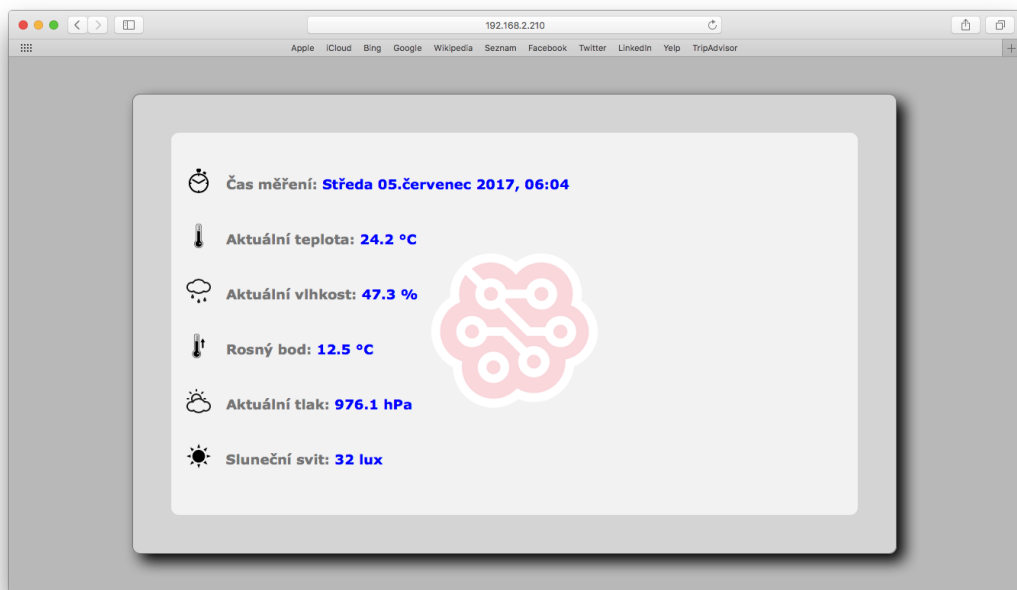 192.168.2.210
Apple iCloud Bing Google Wikipedia Seznam Facebook Twitter LinkedIn Yelp TripAdvisor
Čas měření: Středa 05.červenec 2017, 06:04
Aktuální teplota: 24.2 °C
Aktuální vlhkost: 47.3 %
Rosný bod: 12.5 °C
Aktuální tlak: 976.1 hPa
Sluneční svit: 32 lux